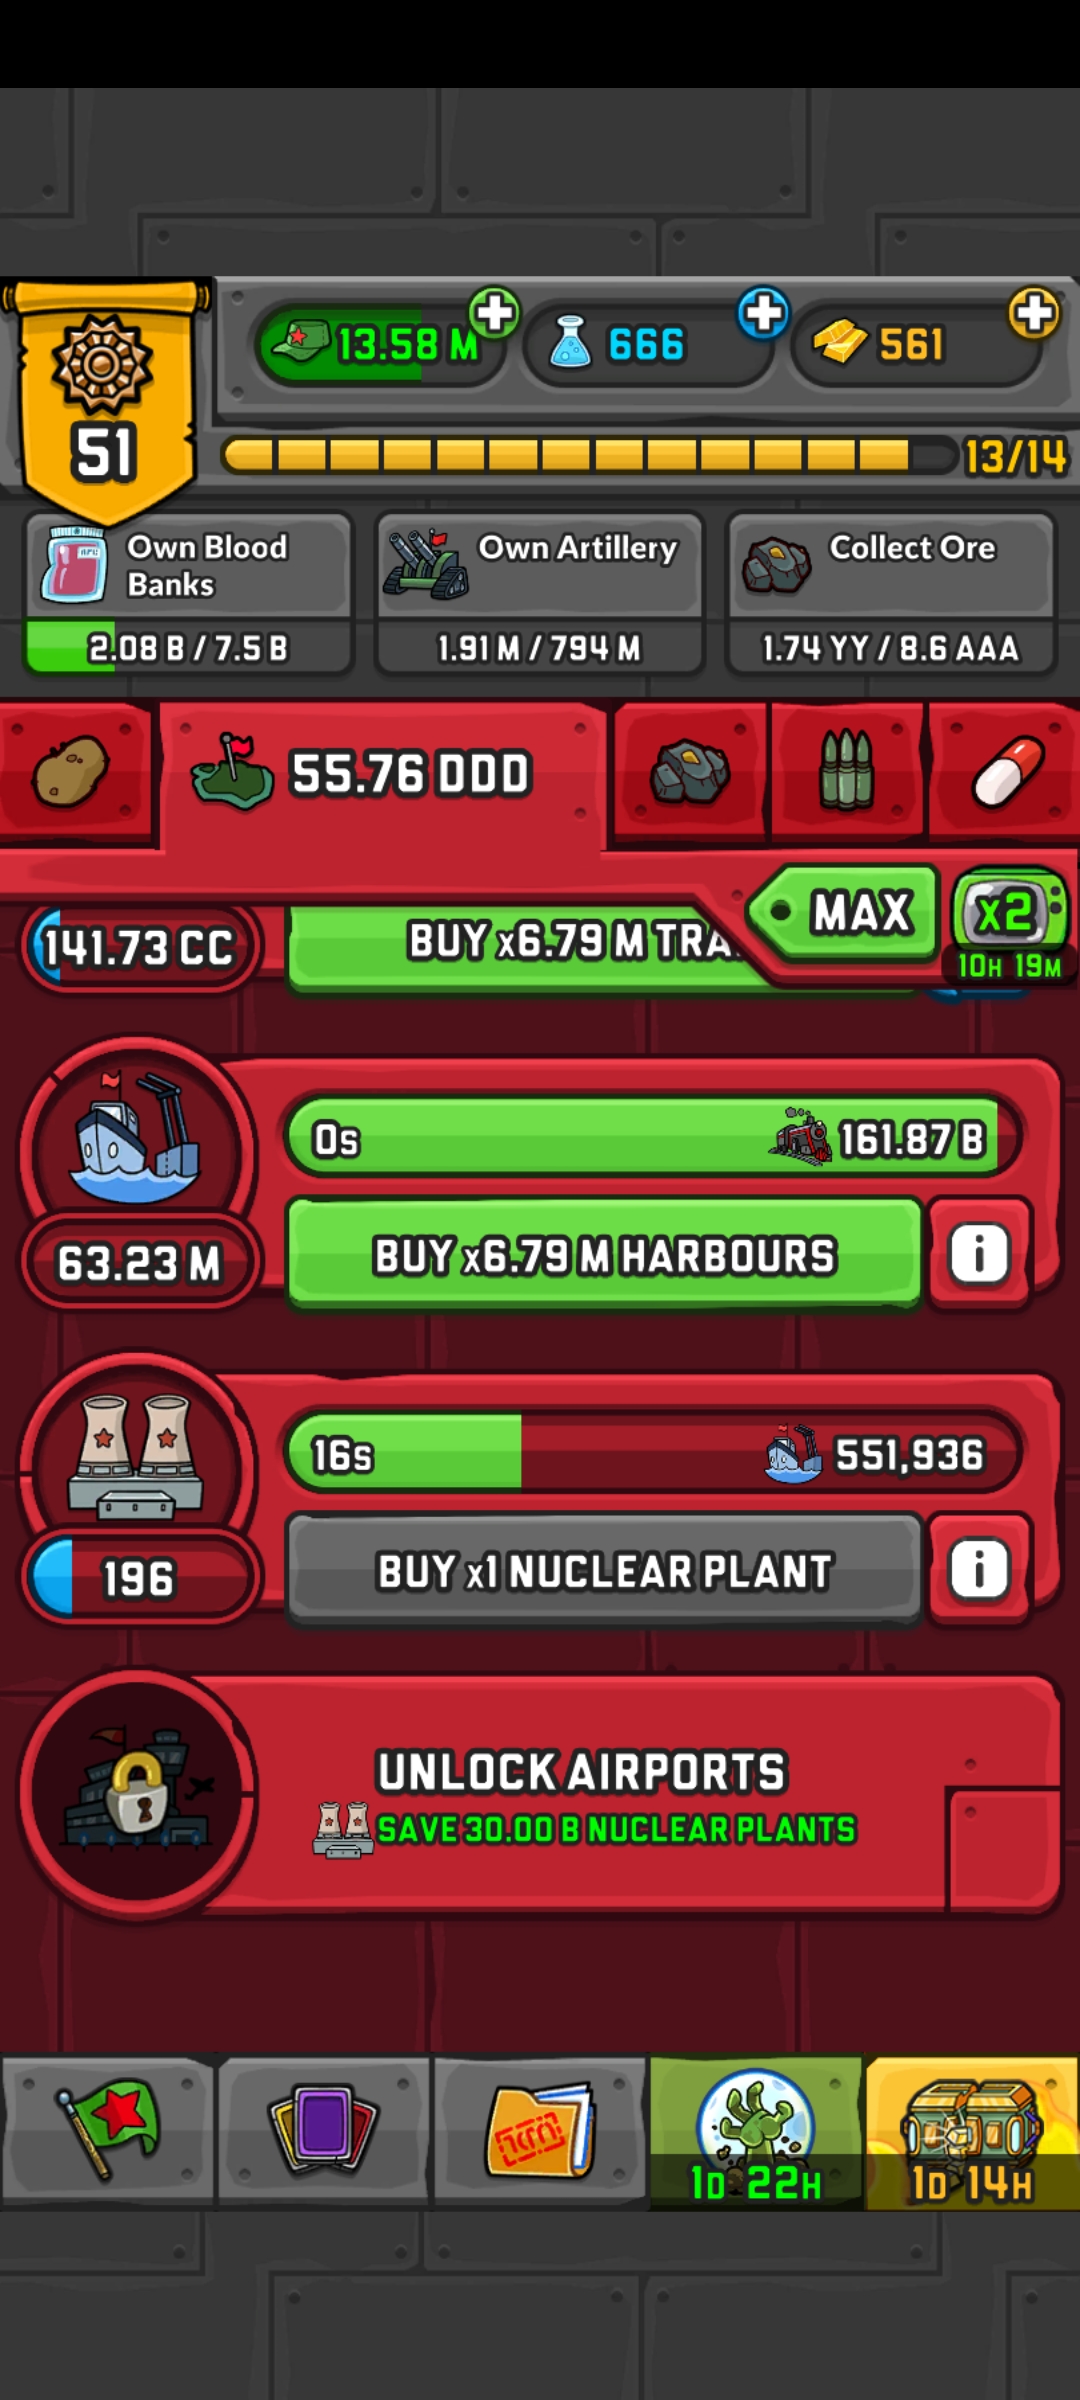 13.58 M
666
561
51
13/14
Own Blood
Banks
2.08 B / 7.5 B
Own Artillery
1.91 M / 794 M
Collect Ore
1.74 YY / 8.6 AAA
55.76 DDD
MAX
x2
10H 19M
141.73 CC
BUY x6.79 M TRA
0s
161.87 B
63.23 M
BUY x6.79 M HARBOURS
i
16s
551,936
196
BUY x1 NUCLEAR PLANT
i
UNLOCK AIRPORTS
SAVE 30.00 B NUCLEAR PLANTS
1D 22H
1D 14H